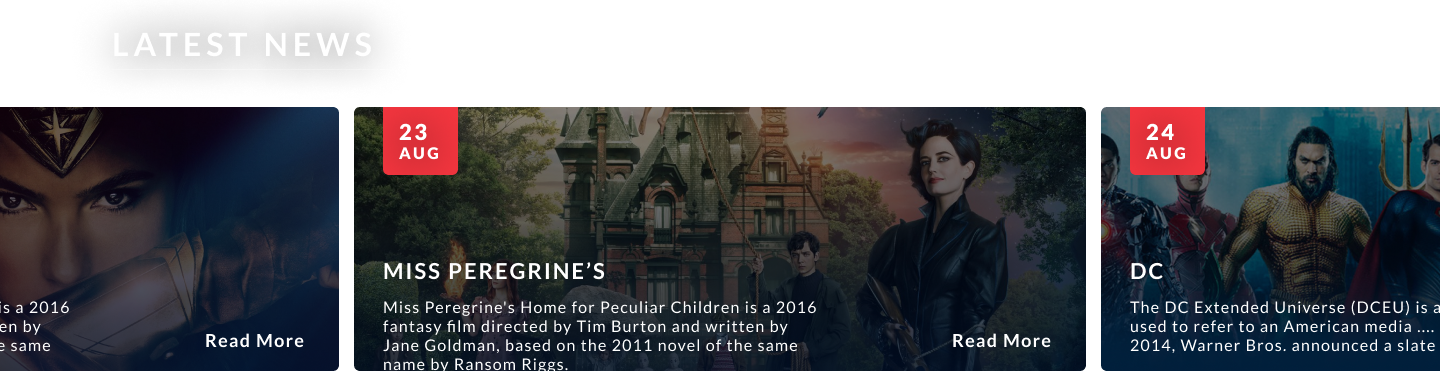 LATEST NEWS
is a 2016
en by
e same
Read More
23
AUG
MISS PEREGRINE’S
Miss Peregrine's Home for Peculiar Children is a 2016
fantasy film directed by Tim Burton and written by
Jane Goldman, based on the 2011 novel of the same
name by Ransom Riggs.
Read More
24
AUG
DC
The DC Extended Universe (DCEU) is a
used to refer to an American media ....
2014, Warner Bros. announced a slate